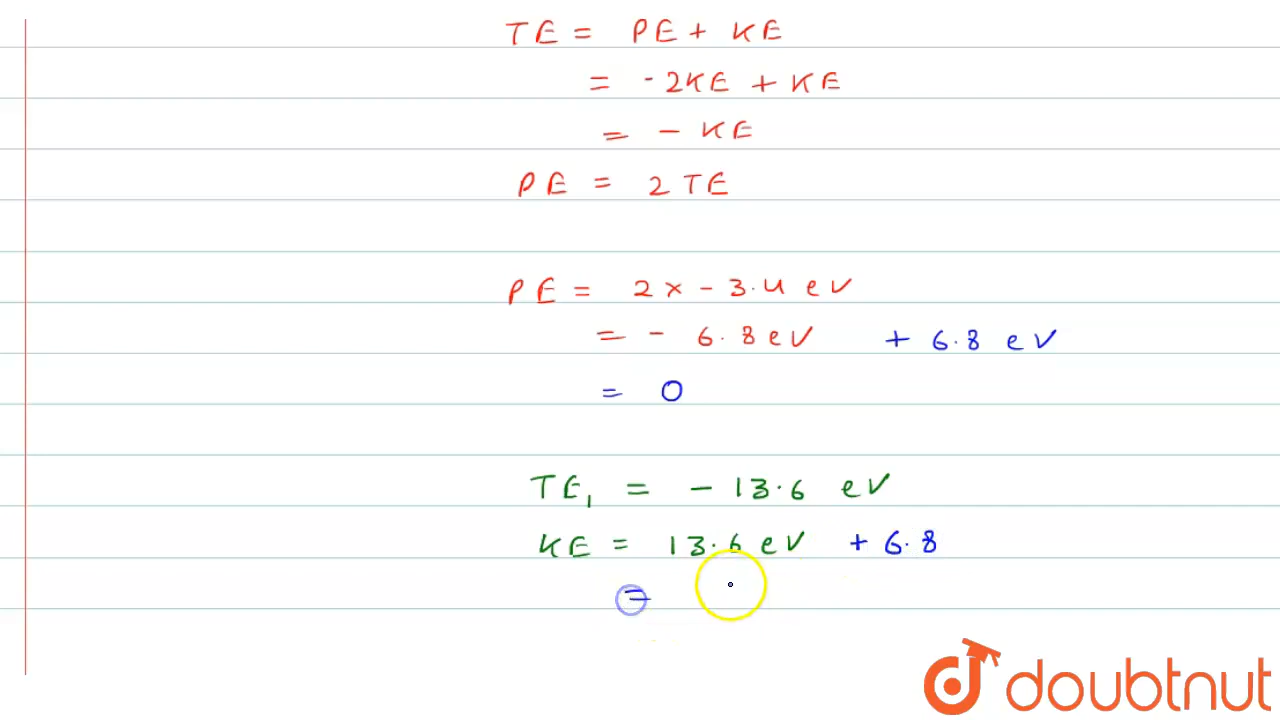 TE = PE + KE
= -2KE + KE
= - KE
PE = 2 TE
PE = 2 x - 3.4 eV
= - 6.8 eV + 6.8 eV
= 0
TE₁ = - 13.6 eV
KE = 13.6 eV + 6.8
=
doubtnut